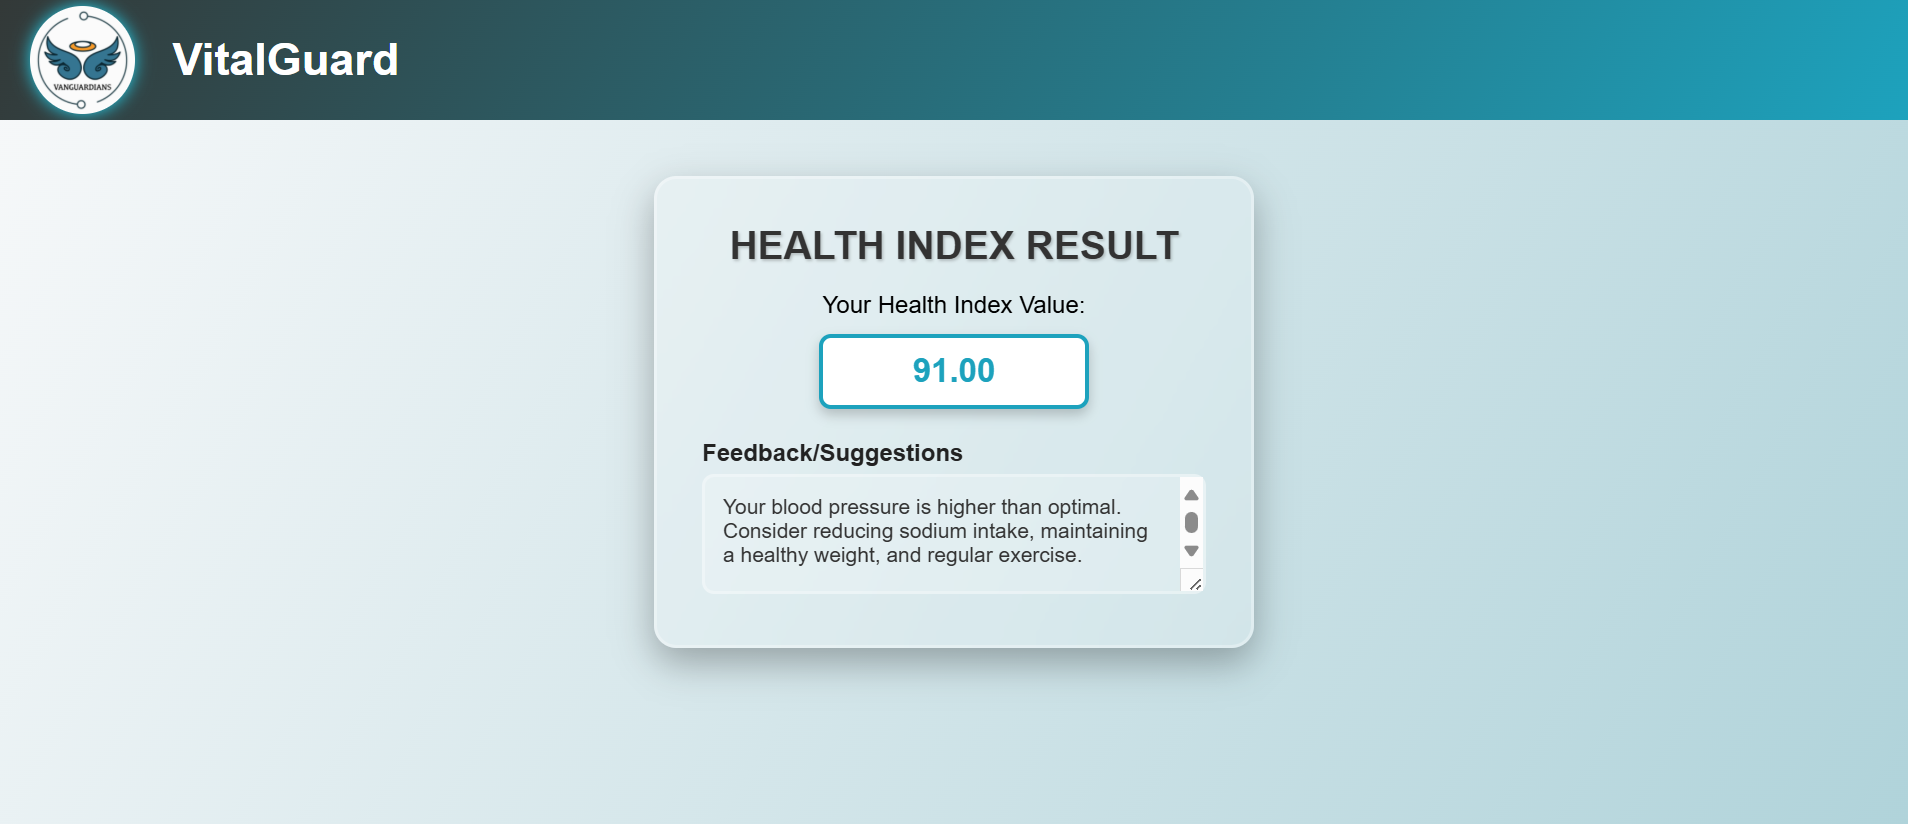 VANGUARDIANS
VitalGuard
HEALTH INDEX RESULT
Your Health Index Value:
91.00
Feedback/Suggestions
Your blood pressure is higher than optimal.
Consider reducing sodium intake, maintaining
a healthy weight, and regular exercise.